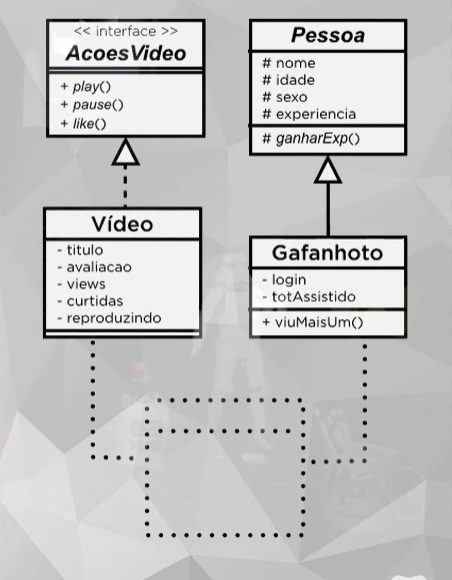 << interface >>
AcoesVideo
+ play()
+ pause()
+ like()
Pessoa
# nome
# idade
# sexo
# experiencia
# ganharExp()
Vídeo
- titulo
- avaliacao
- views
- curtidas
- reproduzindo
Gafanhoto
- login
- totAssistido
+ viuMaisUm()